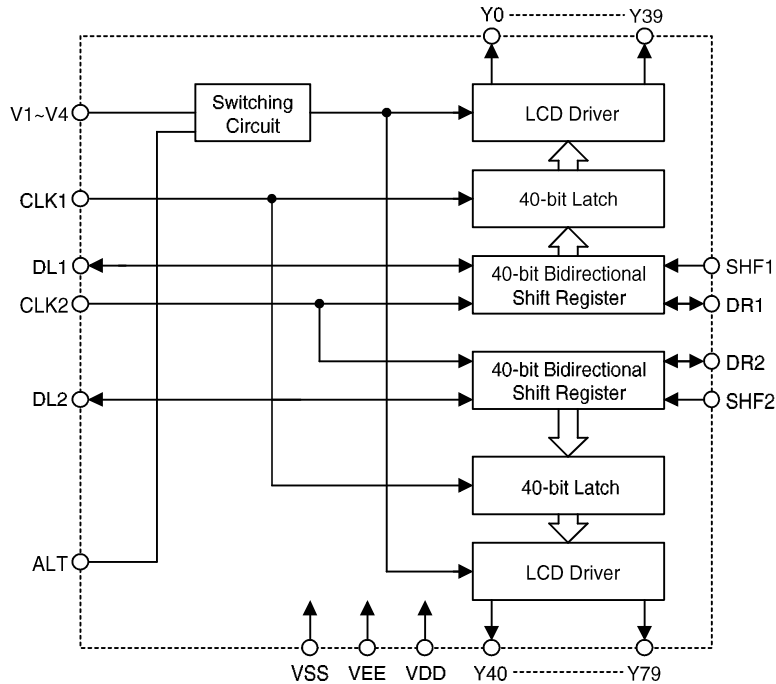 Y0 Y39
V1~V4
Switching
Circuit
LCD Driver
CLK1
40-bit Latch
DL1
40-bit Bidirectional
Shift Register
SHF1
CLK2
DR1
40-bit Bidirectional
Shift Register
DR2
DL2
SHF2
40-bit Latch
ALT
LCD Driver
VSS VEE VDD Y40 Y79